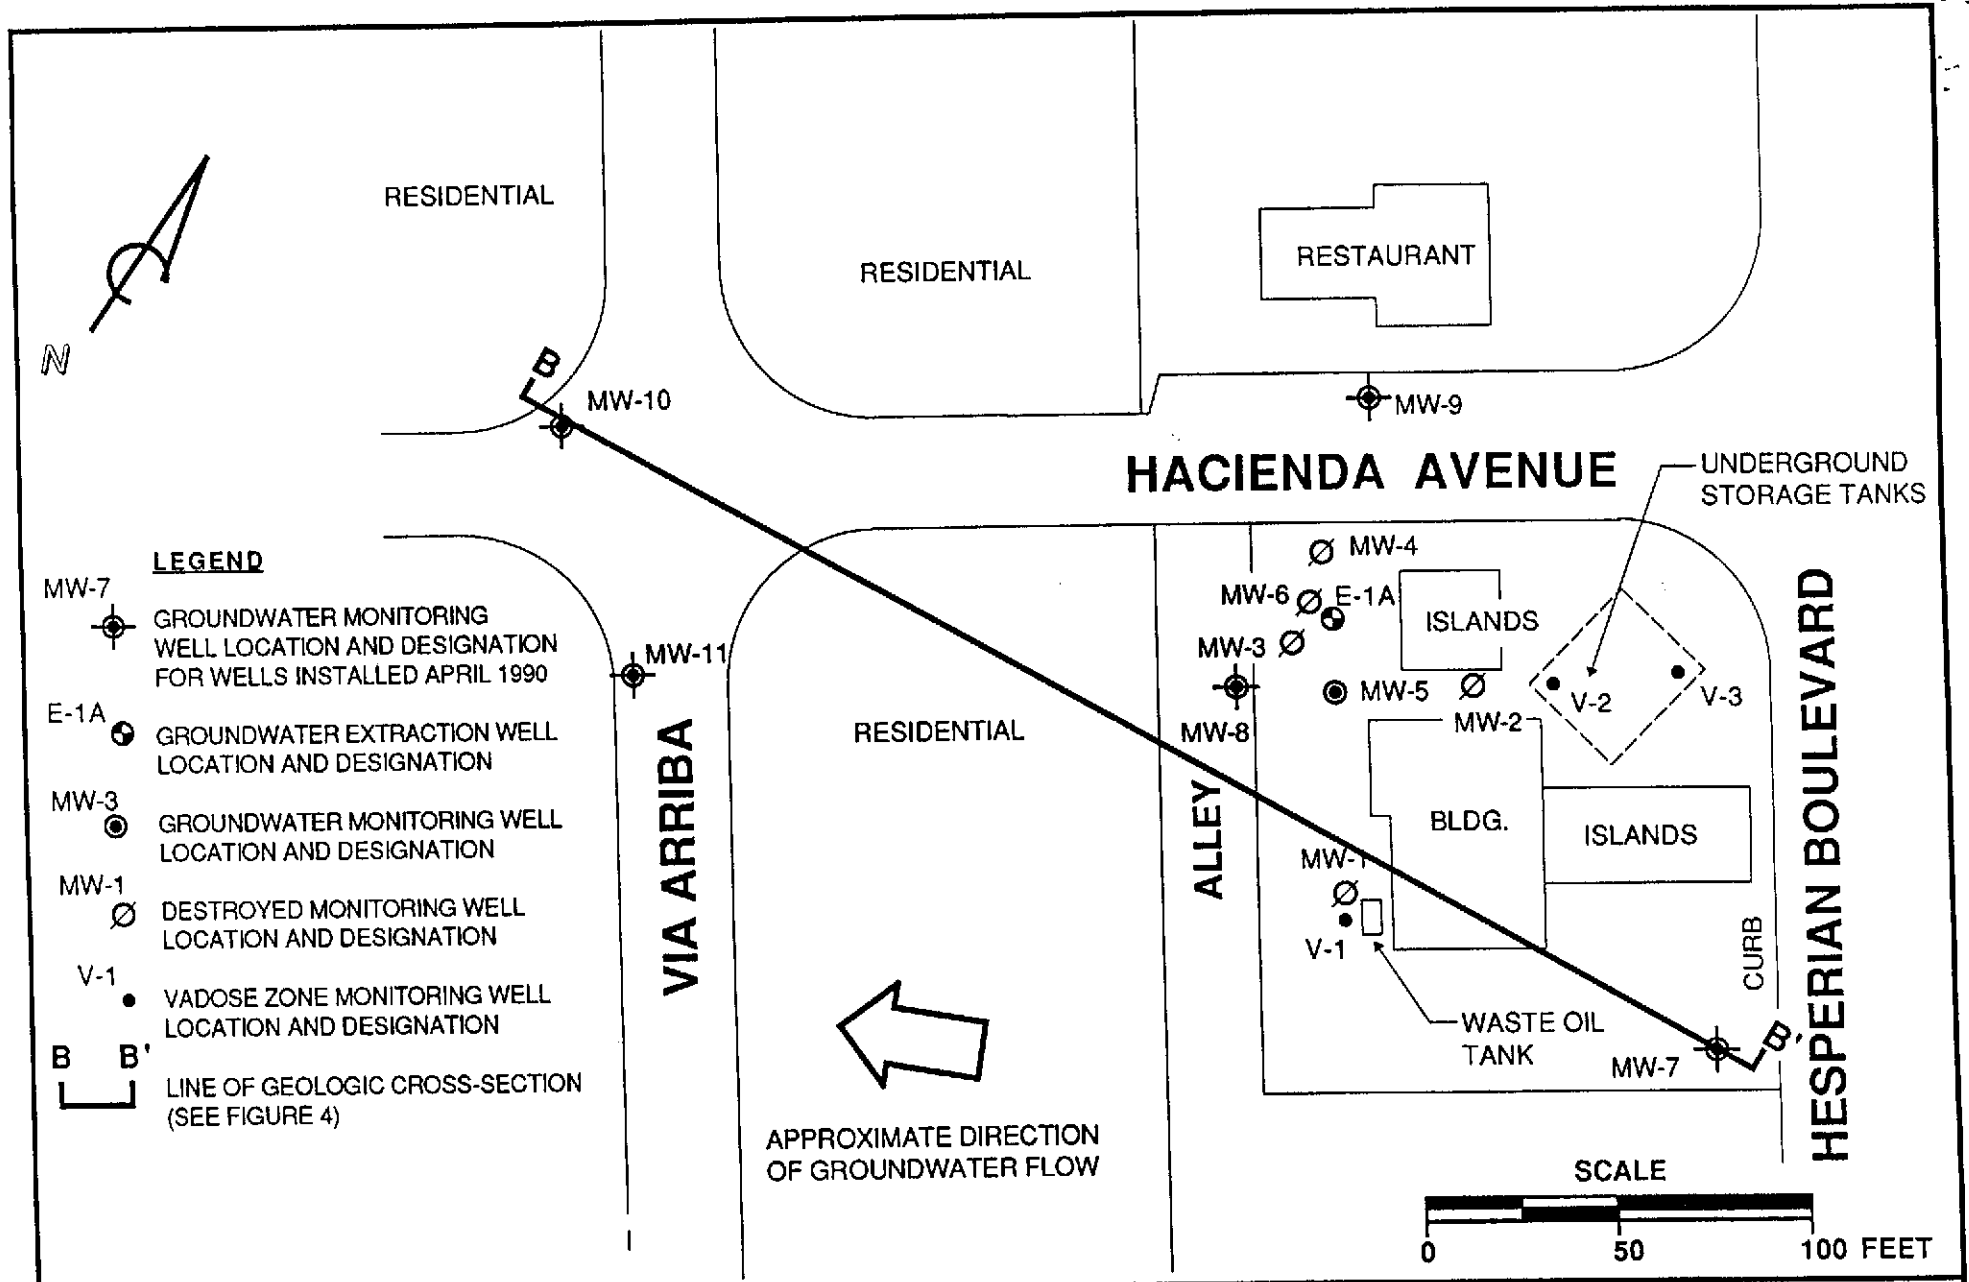 RESIDENTIAL
RESIDENTIAL
RESTAURANT
N
B
MW-10
MW-9
HACIENDA AVENUE
UNDERGROUND
STORAGE TANKS
LEGEND
MW-7
GROUNDWATER MONITORING
WELL LOCATION AND DESIGNATION
FOR WELLS INSTALLED APRIL 1990
E-1A
GROUNDWATER EXTRACTION WELL
LOCATION AND DESIGNATION
MW-3
GROUNDWATER MONITORING WELL
LOCATION AND DESIGNATION
MW-1
DESTROYED MONITORING WELL
LOCATION AND DESIGNATION
V-1
VADOSE ZONE MONITORING WELL
LOCATION AND DESIGNATION
B B'
LINE OF GEOLOGIC CROSS-SECTION
(SEE FIGURE 4)
MW-11
VIA ARRIBA
RESIDENTIAL
MW-4
MW-6
E-1A
ISLANDS
MW-3
MW-5
MW-8
MW-2
V-2
V-3
ALLEY
BLDG.
ISLANDS
MW-1
V-1
WASTE OIL
TANK
CURB
HESPERIAN BOULEVARD
MW-7
B'
APPROXIMATE DIRECTION
OF GROUNDWATER FLOW
SCALE
0 50 100 FEET